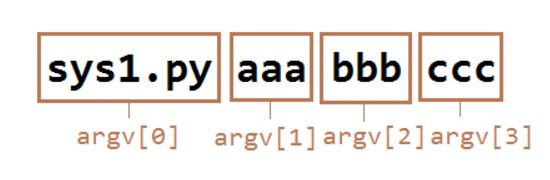 sys1.py aaa bbb ccc
argv[0] argv[1] argv[2] argv[3]